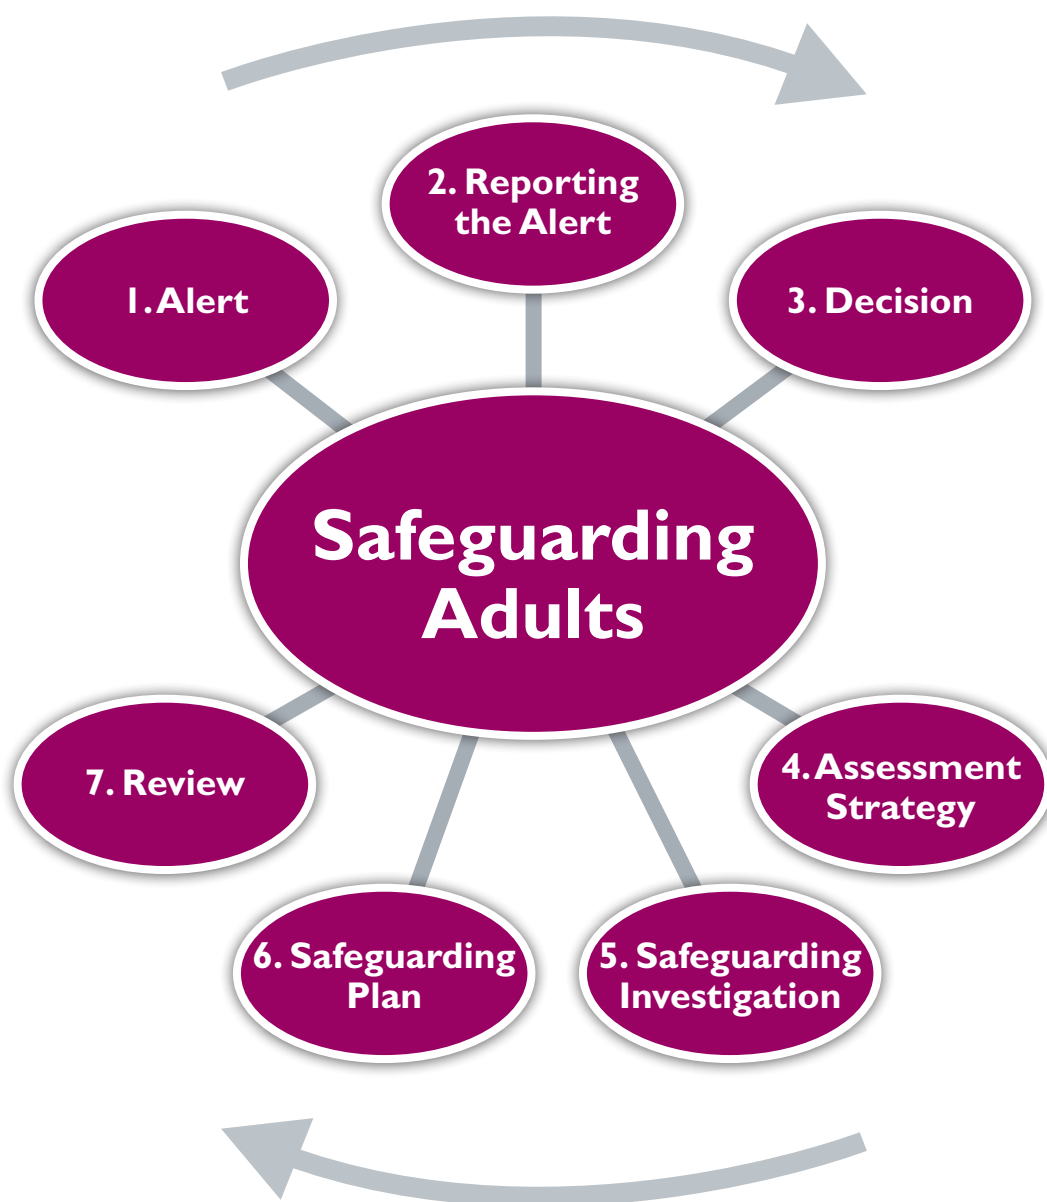 2. Reporting
the Alert
1. Alert
3. Decision
Safeguarding
Adults
7. Review
4. Assessment
Strategy
6. Safeguarding
Plan
5. Safeguarding
Investigation